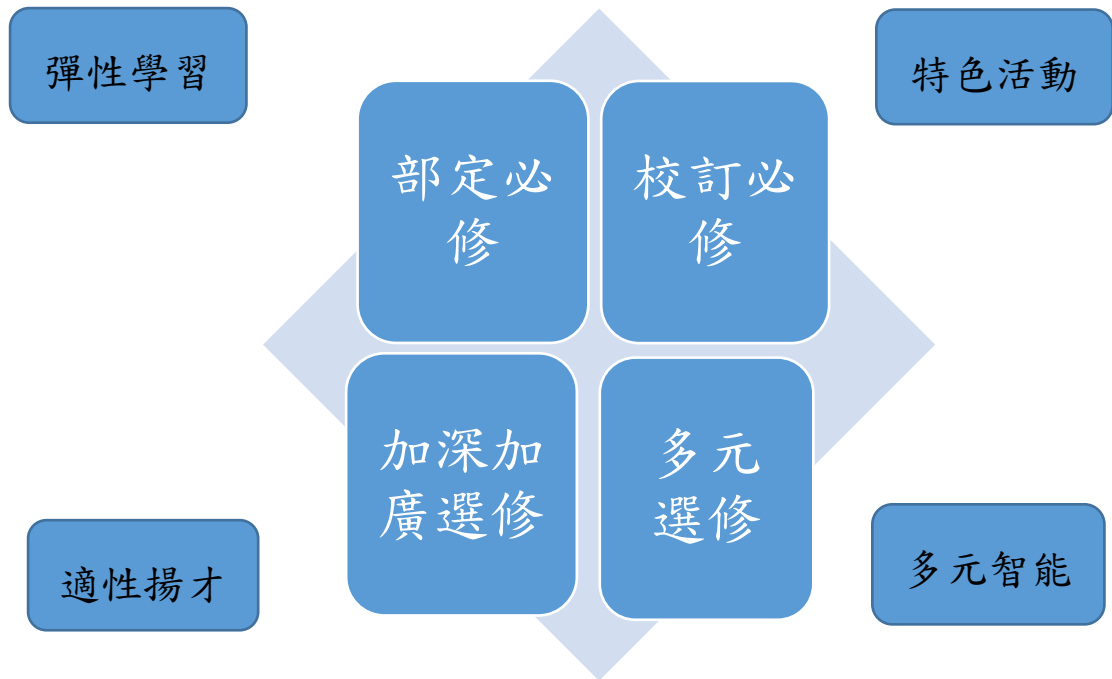 彈性學習
特色活動
部定必
修
校訂必
修
加深加
廣選修
多元
選修
適性揚才
多元智能